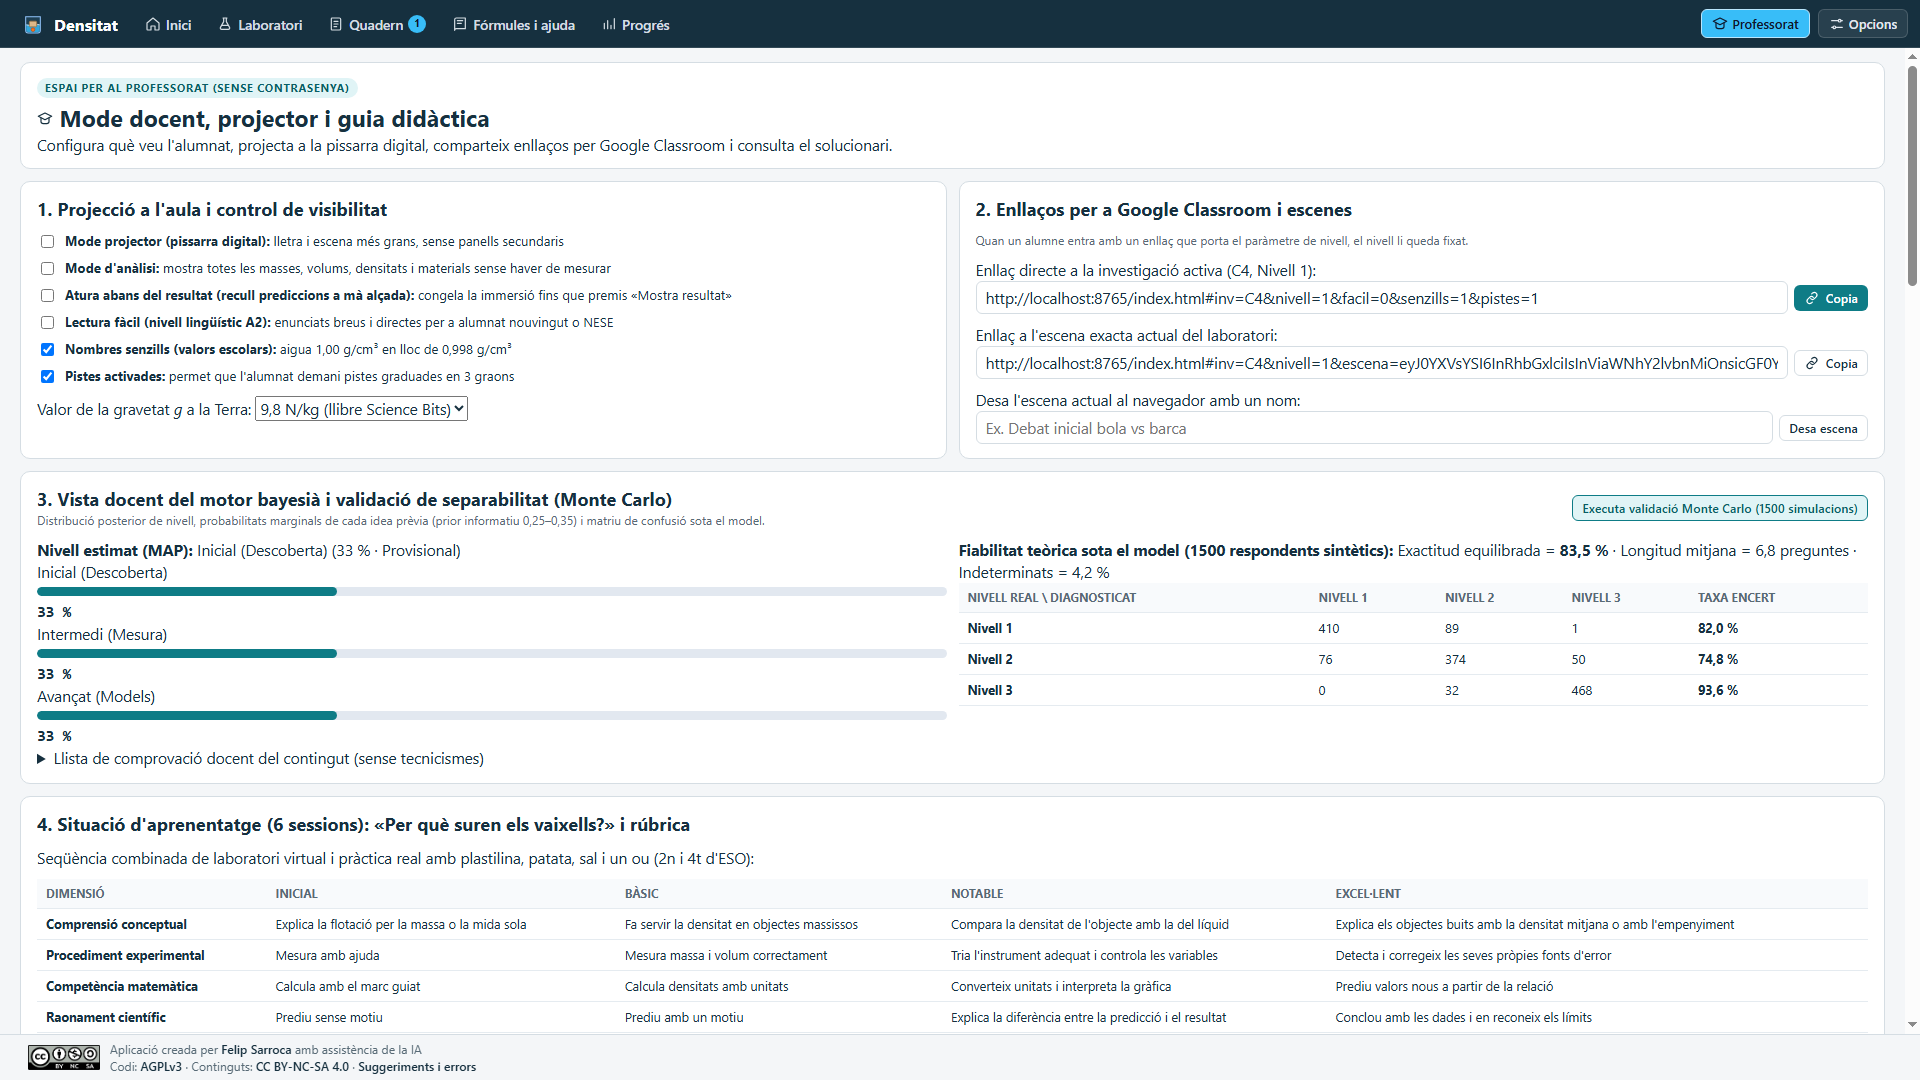 Densitat
Inici
Laboratori
Quadern 1
Fórmules i ajuda
Progrés
Professorat
Opcions
ESPAI PER AL PROFESSORAT (SENSE CONTRASENYA)
Mode docent, projector i guia didàctica
Configura què veu l'alumnat, projecta a la pissarra digital, comparteix enllaços per Google Classroom i consulta el solucionari.
1. Projecció a l'aula i control de visibilitat
Mode projector (pissarra digital): lletra i escena més grans, sense panells secundaris
Mode d'anàlisi: mostra totes les masses, volums, densitats i materials sense haver de mesurar
Atura abans del resultat (recull prediccions a mà alçada): congela la immersió fins que premis «Mostra resultat»
Lectura fàcil (nivell lingüístic A2): enunciats breus i directes per a alumnat nouvingut o NESE
Nombres senzills (valors escolars): aigua 1,00 g/cm³ en lloc de 0,998 g/cm³
Pistes activades: permet que l'alumnat demani pistes graduades en 3 graons
Valor de la gravetat g a la Terra: 9,8 N/kg (llibre Science Bits)
2. Enllaços per a Google Classroom i escenes
Quan un alumne entra amb un enllaç que porta el paràmetre de nivell, el nivell li queda fixat.
Enllaç directe a la investigació activa (C4, Nivell 1):
http://localhost:8765/index.html#inv=C4&nivell=1&facil=0&senzills=1&pistes=1
Copia
Enllaç a l'escena exacta actual del laboratori:
http://localhost:8765/index.html#inv=C4&nivell=1&escena=eyJ0YXVsYSI6InRhbGxlciIsInViaWNhY2lvbnMiOnsicGF0Y
Copia
Desa l'escena actual al navegador amb un nom:
Ex. Debat inicial bola vs barca
Desa escena
3. Vista docent del motor bayesià i validació de separabilitat (Monte Carlo)
Distribució posterior de nivell, probabilitats marginals de cada idea prèvia (prior informatiu 0,25–0,35) i matriu de confusió sota el model.
Executa validació Monte Carlo (1500 simulacions)
Nivell estimat (MAP): Inicial (Descoberta) (33 % · Provisional)
Inicial (Descoberta)
33 %
Intermedi (Mesura)
33 %
Avançat (Models)
33 %
Llista de comprovació docent del contingut (sense tecnicismes)
Fiabilitat teòrica sota el model (1500 respondents sintètics): Exactitud equilibrada = 83,5 % · Longitud mitjana = 6,8 preguntes ·
Indeterminats = 4,2 %
NIVELL REAL \ DIAGNOSTICAT NIVELL 1 NIVELL 2 NIVELL 3 TAXA ENCERT
Nivell 1 410 89 1 82,0 %
Nivell 2 76 374 50 74,8 %
Nivell 3 0 32 468 93,6 %
4. Situació d'aprenentatge (6 sessions): «Per què suren els vaixells?» i rúbrica
Seqüència combinada de laboratori virtual i pràctica real amb plastilina, patata, sal i un ou (2n i 4t d'ESO):
DIMENSIÓ INICIAL BÀSIC NOTABLE EXCEL·LENT
Comprensió conceptual Explica la flotació per la massa o la mida sola Fa servir la densitat en objectes massissos Compara la densitat de l'objecte amb la del líquid Explica els objectes buits amb la densitat mitjana o amb l'empenyiment
Procediment experimental Mesura amb ajuda Mesura massa i volum correctament Tria l'instrument adequat i controla les variables Detecta i corregeix les seves pròpies fonts d'error
Competència matemàtica Calcula amb el marc guiat Calcula densitats amb unitats Converteix unitats i interpreta la gràfica Prediu valors nous a partir de la relació
Raonament científic Prediu sense motiu Prediu amb un motiu Explica la diferència entre la predicció i el resultat Conclou amb les dades i en reconeix els límits
CC BY NC SA
Aplicació creada per Felip Sarroca amb assistència de la IA
Codi: AGPLv3 · Continguts: CC BY-NC-SA 4.0 · Suggeriments i errors